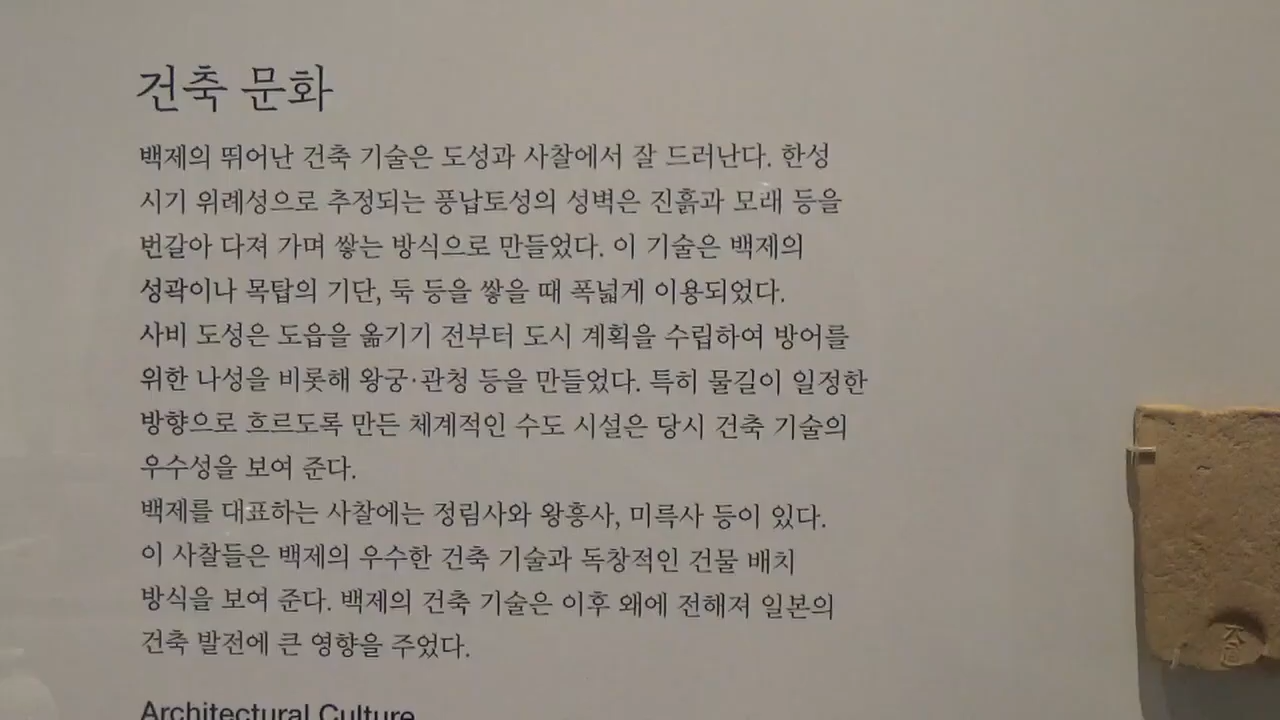 건축 문화
백제의 뛰어난 건축 기술은 도성과 사찰에서 잘 드러난다. 한성
시기 위례성으로 추정되는 풍납토성의 성벽은 진흙과 모래 등을
번갈아 다져 가며 쌓는 방식으로 만들었다. 이 기술은 백제의
성곽이나 목탑의 기단, 둑 등을 쌓을 때 폭넓게 이용되었다.
사비 도성은 도읍을 옮기기 전부터 도시 계획을 수립하여 방어를
위한 나성을 비롯해 왕궁·관청 등을 만들었다. 특히 물길이 일정한
방향으로 흐르도록 만든 체계적인 수도 시설은 당시 건축 기술의
우수성을 보여 준다.
백제를 대표하는 사찰에는 정림사와 왕흥사, 미륵사 등이 있다.
이 사찰들은 백제의 우수한 건축 기술과 독창적인 건물 배치
방식을 보여 준다. 백제의 건축 기술은 이후 왜에 전해져 일본의
건축 발전에 큰 영향을 주었다.
Architectural Culture